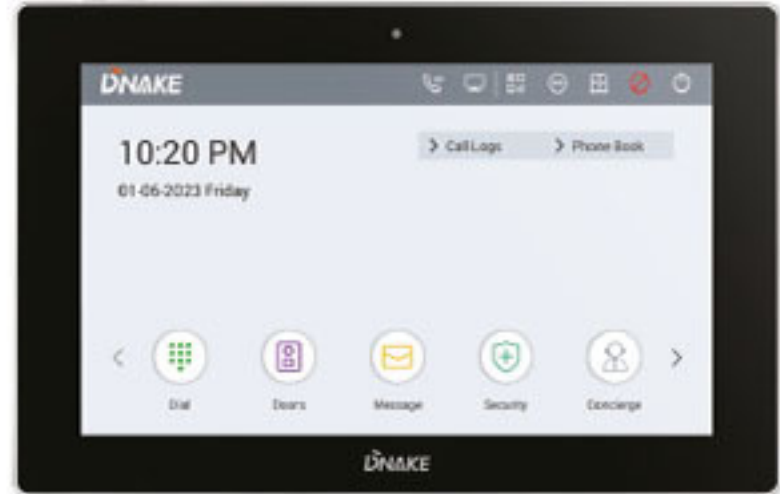 DNAKE
10:20 PM
> Call Logs > Phone Book
01-06-2023 Friday
Dial Doors Message Security Concierge
DNAKE